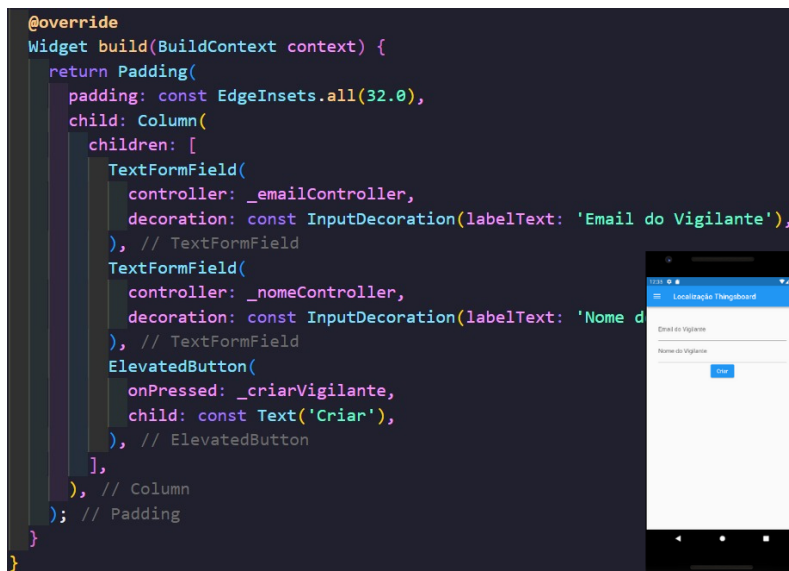 @override
Widget build(BuildContext context) {
return Padding(
padding: const EdgeInsets.all(32.0),
child: Column(
children: [
TextFormField(
controller: _emailController,
decoration: const InputDecoration(labelText: 'Email do Vigilante'),
), // TextFormField
TextFormField(
controller: _nomeController,
decoration: const InputDecoration(labelText: 'Nome d
), // TextFormField
ElevatedButton(
onPressed: _criarVigilante,
child: const Text('Criar'),
), // ElevatedButton
],
), // Column
); // Padding
}
}
Localização Thingsboard
Email do Vigilante
Nome do Vigilante
Criar